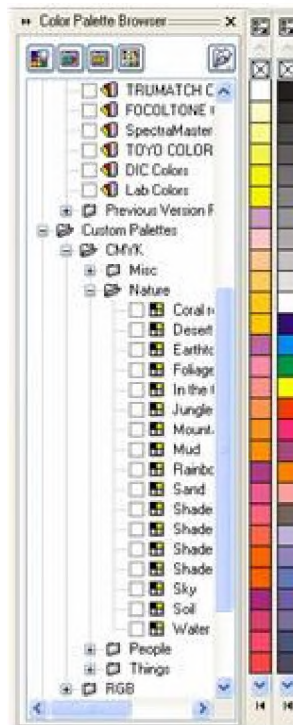 Color Palette Browser
TRUMATCH C
FOCOLTONE
SpectraMaster
TOYO COLOR
DIC Colors
Lab Colors
Previous Version
Custom Palettes
CMYK
Misc
Nature
Coral
Desert
Earthto
Foliage
In the
Jungle
Mount
Mud
Rainbo
Sand
Shade
Shade
Shade
Shade
Sky
Soil
Water
People
Things
RGB